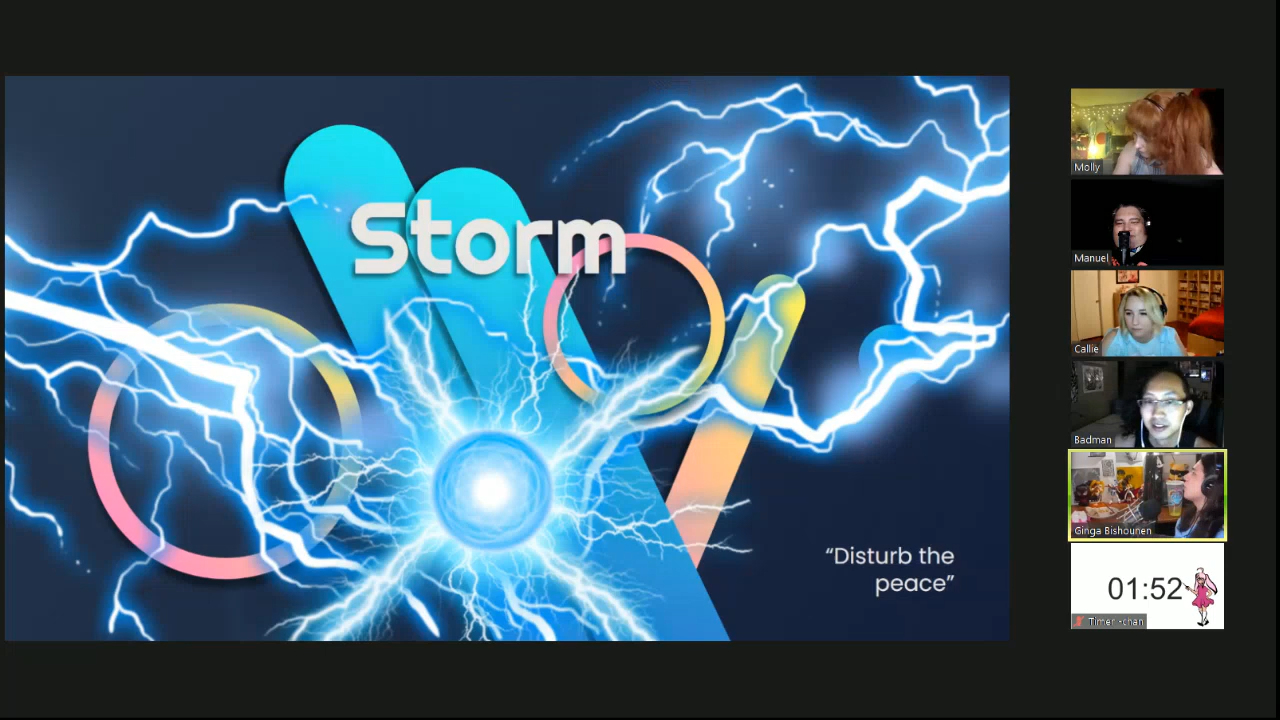 Storm
“Disturb the
peace”
Molly
Manuel
Callie
Badman
Ginga Bishounen
01:52
Timer -chan